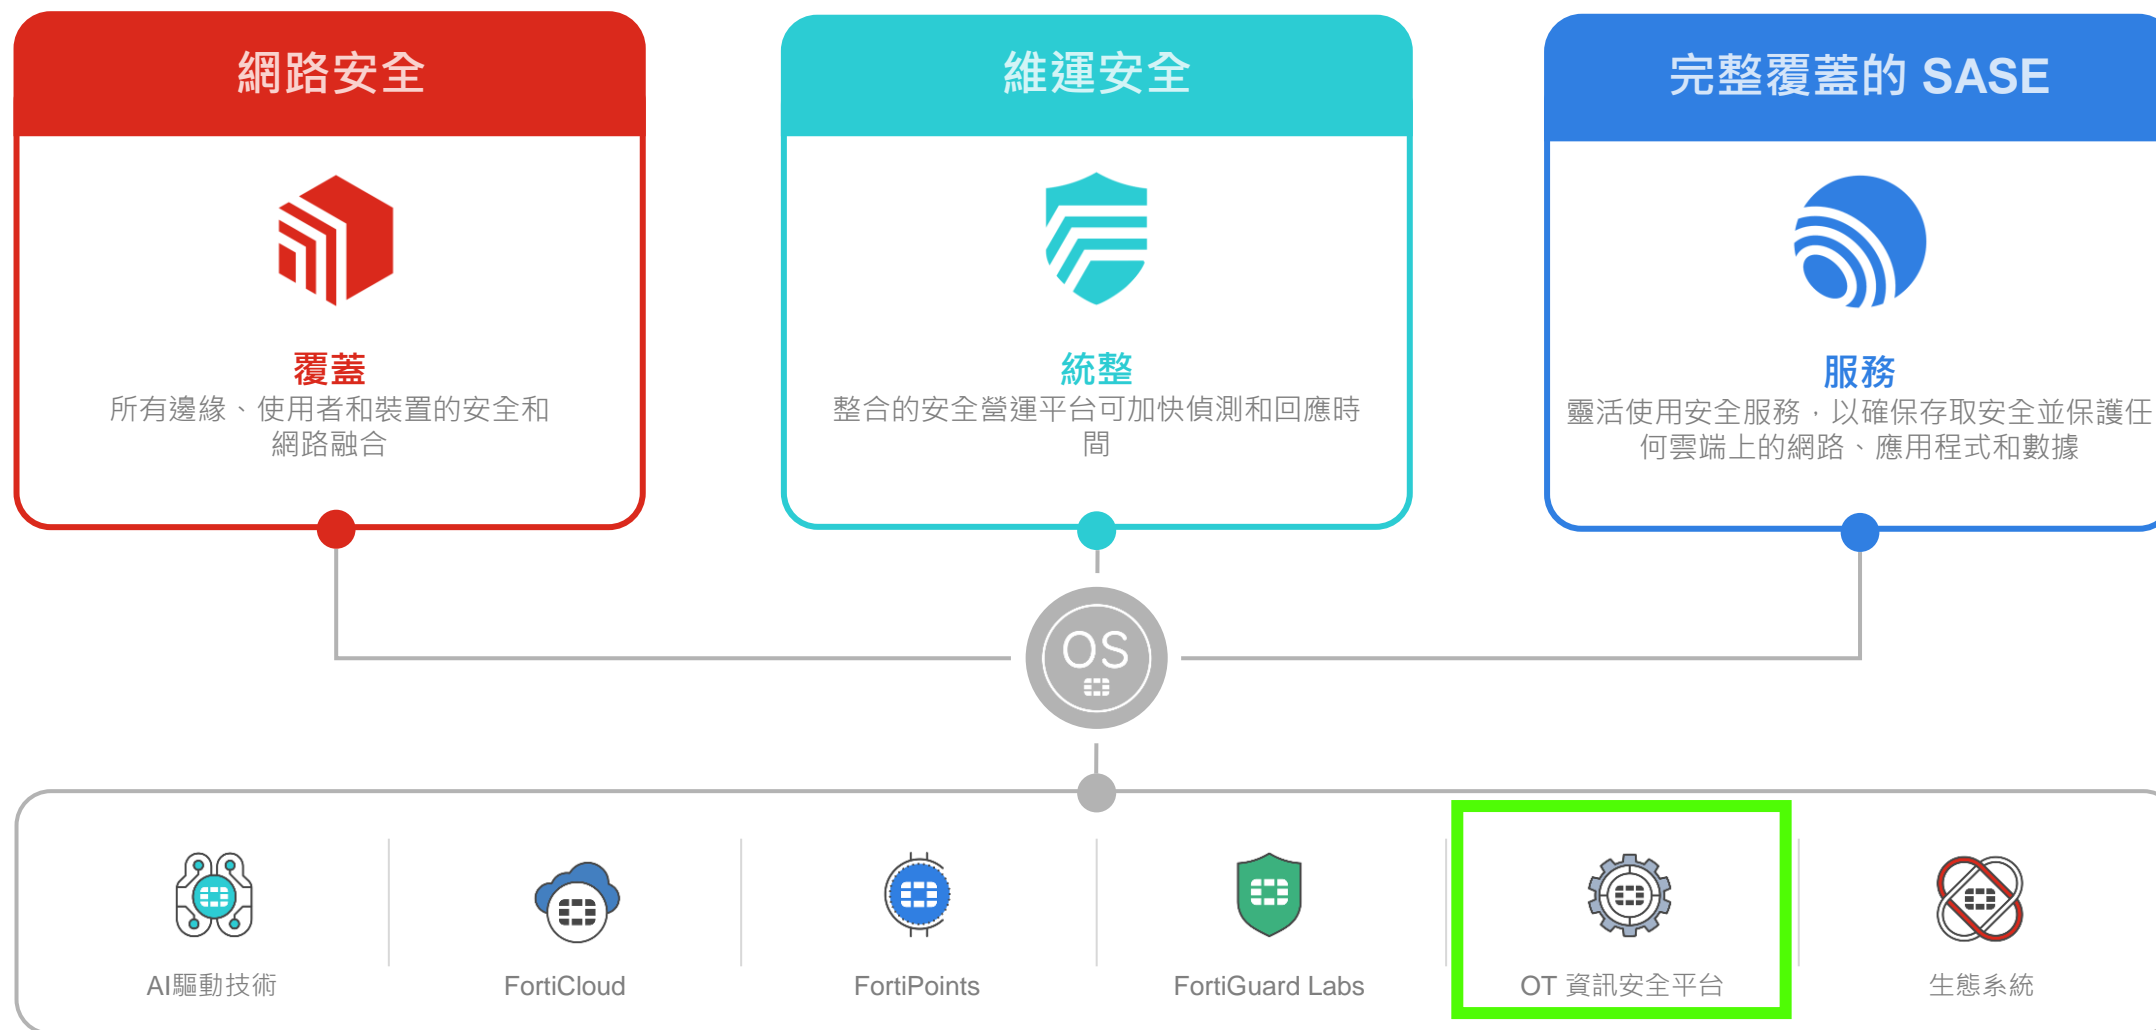 網路安全
維運安全
完整覆蓋的 SASE
覆蓋
所有邊緣、使用者和裝置的安全和
網路融合
統整
整合的安全營運平台可加快偵測和回應時
間
服務
靈活使用安全服務，以確保存取安全並保護任
何雲端上的網路、應用程式和數據
OS
AI驅動技術
FortiCloud
FortiPoints
FortiGuard Labs
OT 資訊安全平台
生態系統